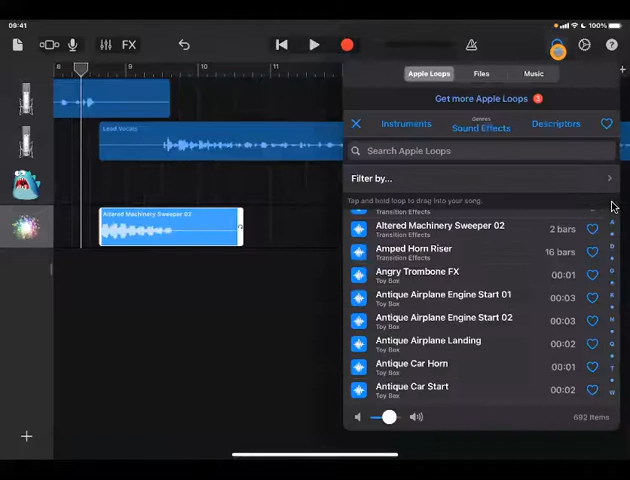 09:41
100%
FX
8
9
10
Lead Vocals
Altered Machinery Sweeper 02
Apple Loops Files Music
Get more Apple Loops 3
Instruments
Genres
Sound Effects
Descriptors
Search Apple Loops
Filter by...
Tap and hold loop to drag into your song.
Transition Effects
Altered Machinery Sweeper 02
Transition Effects
2 bars
Amped Horn Riser
Transition Effects
16 bars
Angry Trombone FX
Toy Box
00:01
Antique Airplane Engine Start 01
Toy Box
00:03
Antique Airplane Engine Start 02
Toy Box
00:03
Antique Airplane Landing
Toy Box
00:02
Antique Car Horn
Toy Box
00:01
Antique Car Start
Toy Box
00:02
692 items
A
D
G
K
N
Q
T
W